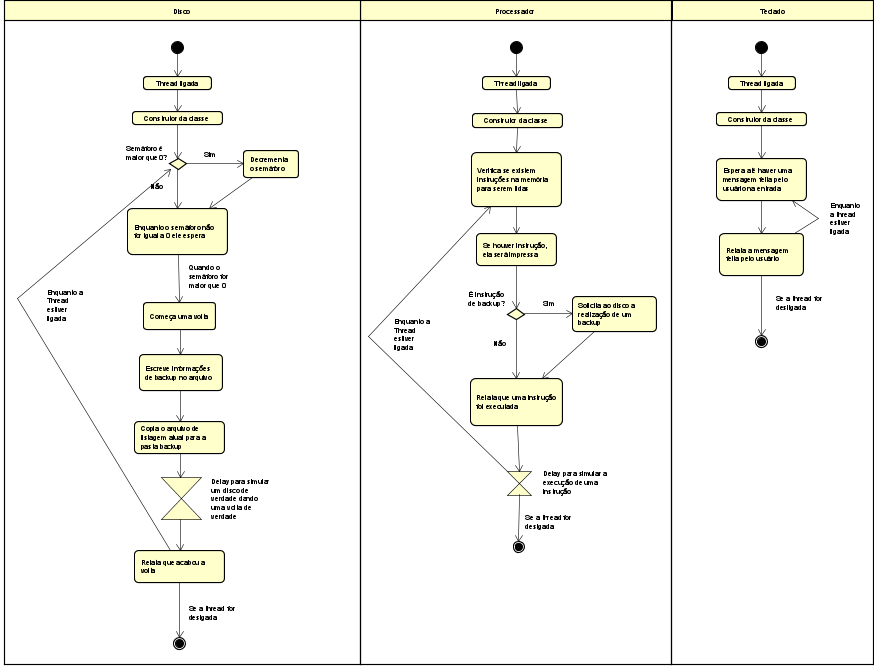 Disco
Processador
Teclado
Thread ligada
Construtor da classe
Semáforo é
maior que 0?
Sim
Decrementa
o semáforo
Não
Enquanto o semáforo não
for igual a 0 ele espera
Quando o
semáforo for
maior que 0
Enquanto a
Thread
estiver
ligada
Começa uma volta
Escreve informações
de backup no arquivo
Copia o arquivo de
listagem atual para a
pasta backup
Delay para simular
um disco de
verdade dando
uma volta de
verdade
Relata que acabou a
volta
Se a thread for
desligada
Thread ligada
Construtor da classe
Verifica se existem
instruções na memória
para serem lidas
Se houver instrução,
ela será impressa
É instrução
de backup?
Sim
Solicita ao disco a
realização de um
backup
Não
Enquanto a
Thread
estiver
ligada
Relata que uma instrução
foi executada
Delay para simular a
execução de uma
instrução
Se a thread for
desligada
Thread ligada
Construtor da classe
Espera até haver uma
mensagem feita pelo
usuário na entrada
Enquanto
a thread
estiver
ligada
Relata a mensagem
feita pelo usuário
Se a thread for
desligada